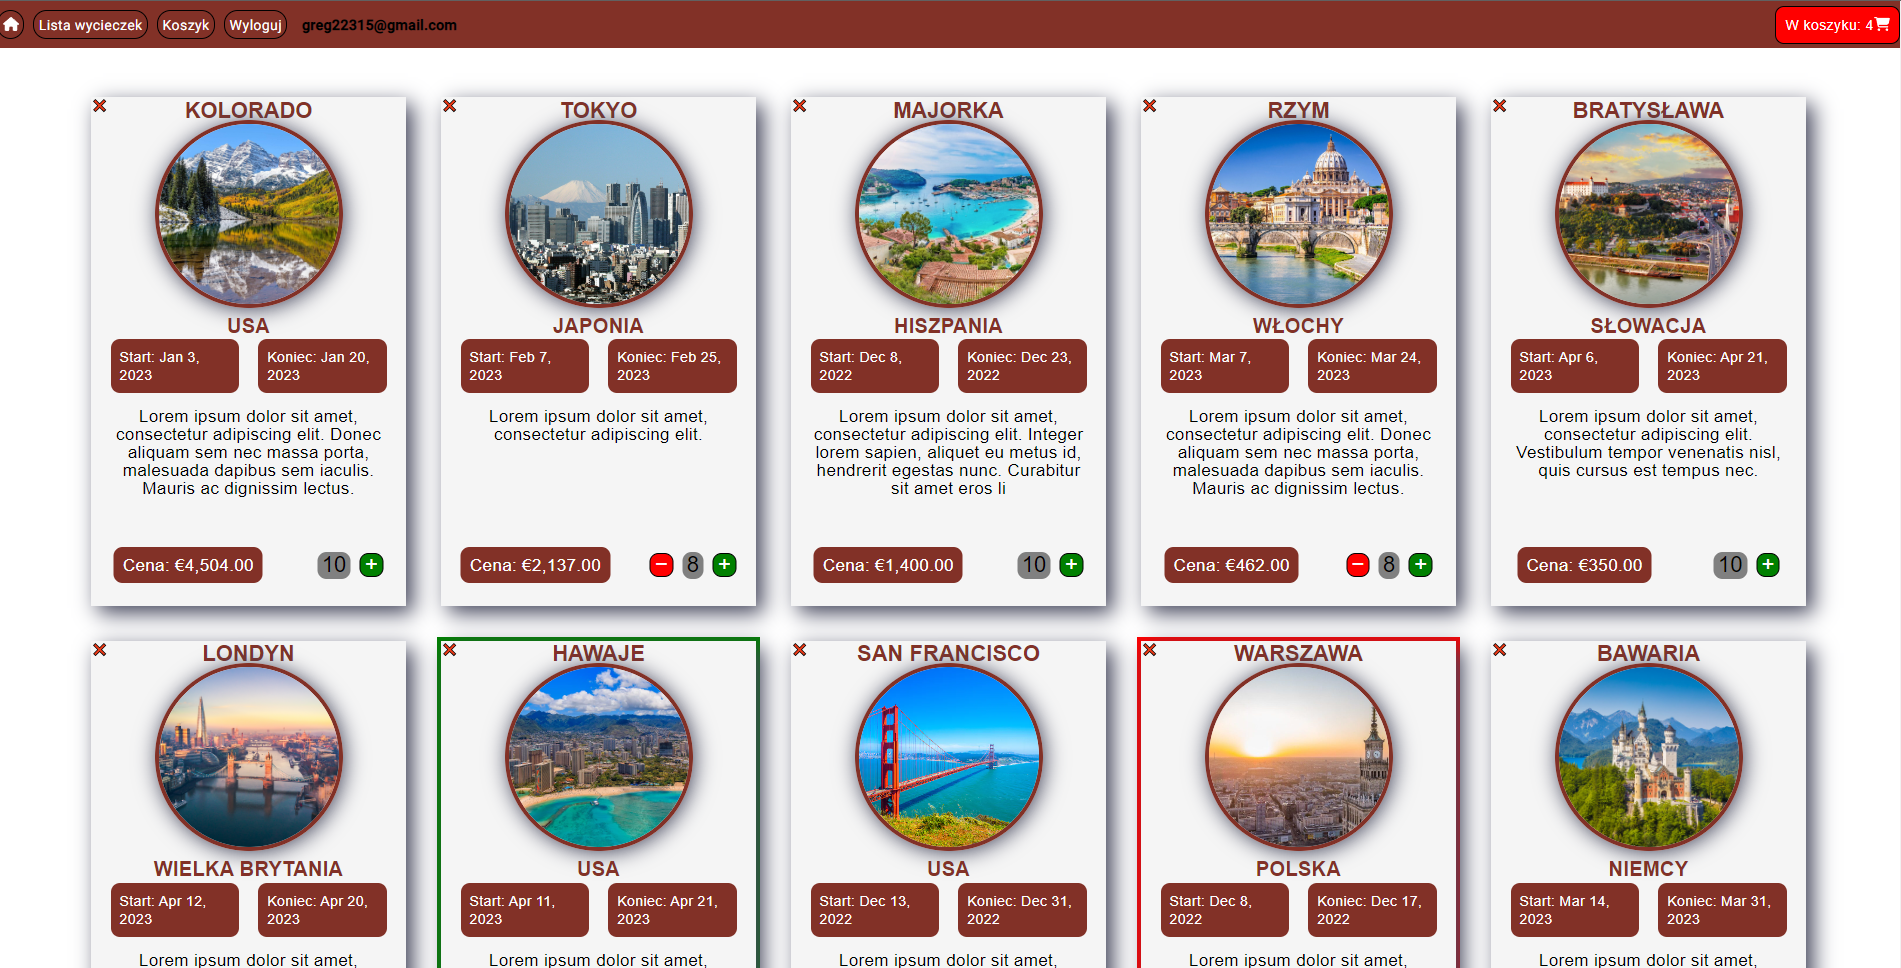 Lista wycieczek Koszyk Wyloguj greg22315@gmail.com W koszyku: 4
KOLORADO
USA
Start: Jan 3, 2023
Koniec: Jan 20, 2023
Lorem ipsum dolor sit amet,
consectetur adipiscing elit. Donec
aliquam sem nec massa porta,
malesuada dapibus sem iaculis.
Mauris ac dignissim lectus.
Cena: €4,504.00 10 +
TOKYO
JAPONIA
Start: Feb 7, 2023
Koniec: Feb 25, 2023
Lorem ipsum dolor sit amet,
consectetur adipiscing elit.
Cena: €2,137.00 − 8 +
MAJORKA
HISZPANIA
Start: Dec 8, 2022
Koniec: Dec 23, 2022
Lorem ipsum dolor sit amet,
consectetur adipiscing elit. Integer
lorem sapien, aliquet eu metus id,
hendrerit egestas nunc. Curabitur
sit amet eros li
Cena: €1,400.00 10 +
RZYM
WŁOCHY
Start: Mar 7, 2023
Koniec: Mar 24, 2023
Lorem ipsum dolor sit amet,
consectetur adipiscing elit. Donec
aliquam sem nec massa porta,
malesuada dapibus sem iaculis.
Mauris ac dignissim lectus.
Cena: €462.00 − 8 +
BRATYSŁAWA
SŁOWACJA
Start: Apr 6, 2023
Koniec: Apr 21, 2023
Lorem ipsum dolor sit amet,
consectetur adipiscing elit.
Vestibulum tempor venenatis nisl,
quis cursus est tempus nec.
Cena: €350.00 10 +
LONDYN
WIELKA BRYTANIA
Start: Apr 12, 2023
Koniec: Apr 20, 2023
Lorem ipsum dolor sit amet,
HAWAJE
USA
Start: Apr 11, 2023
Koniec: Apr 21, 2023
Lorem ipsum dolor sit amet,
SAN FRANCISCO
USA
Start: Dec 13, 2022
Koniec: Dec 31, 2022
Lorem ipsum dolor sit amet,
WARSZAWA
POLSKA
Start: Dec 8, 2022
Koniec: Dec 17, 2022
Lorem ipsum dolor sit amet,
BAWARIA
NIEMCY
Start: Mar 14, 2023
Koniec: Mar 31, 2023
Lorem ipsum dolor sit amet,